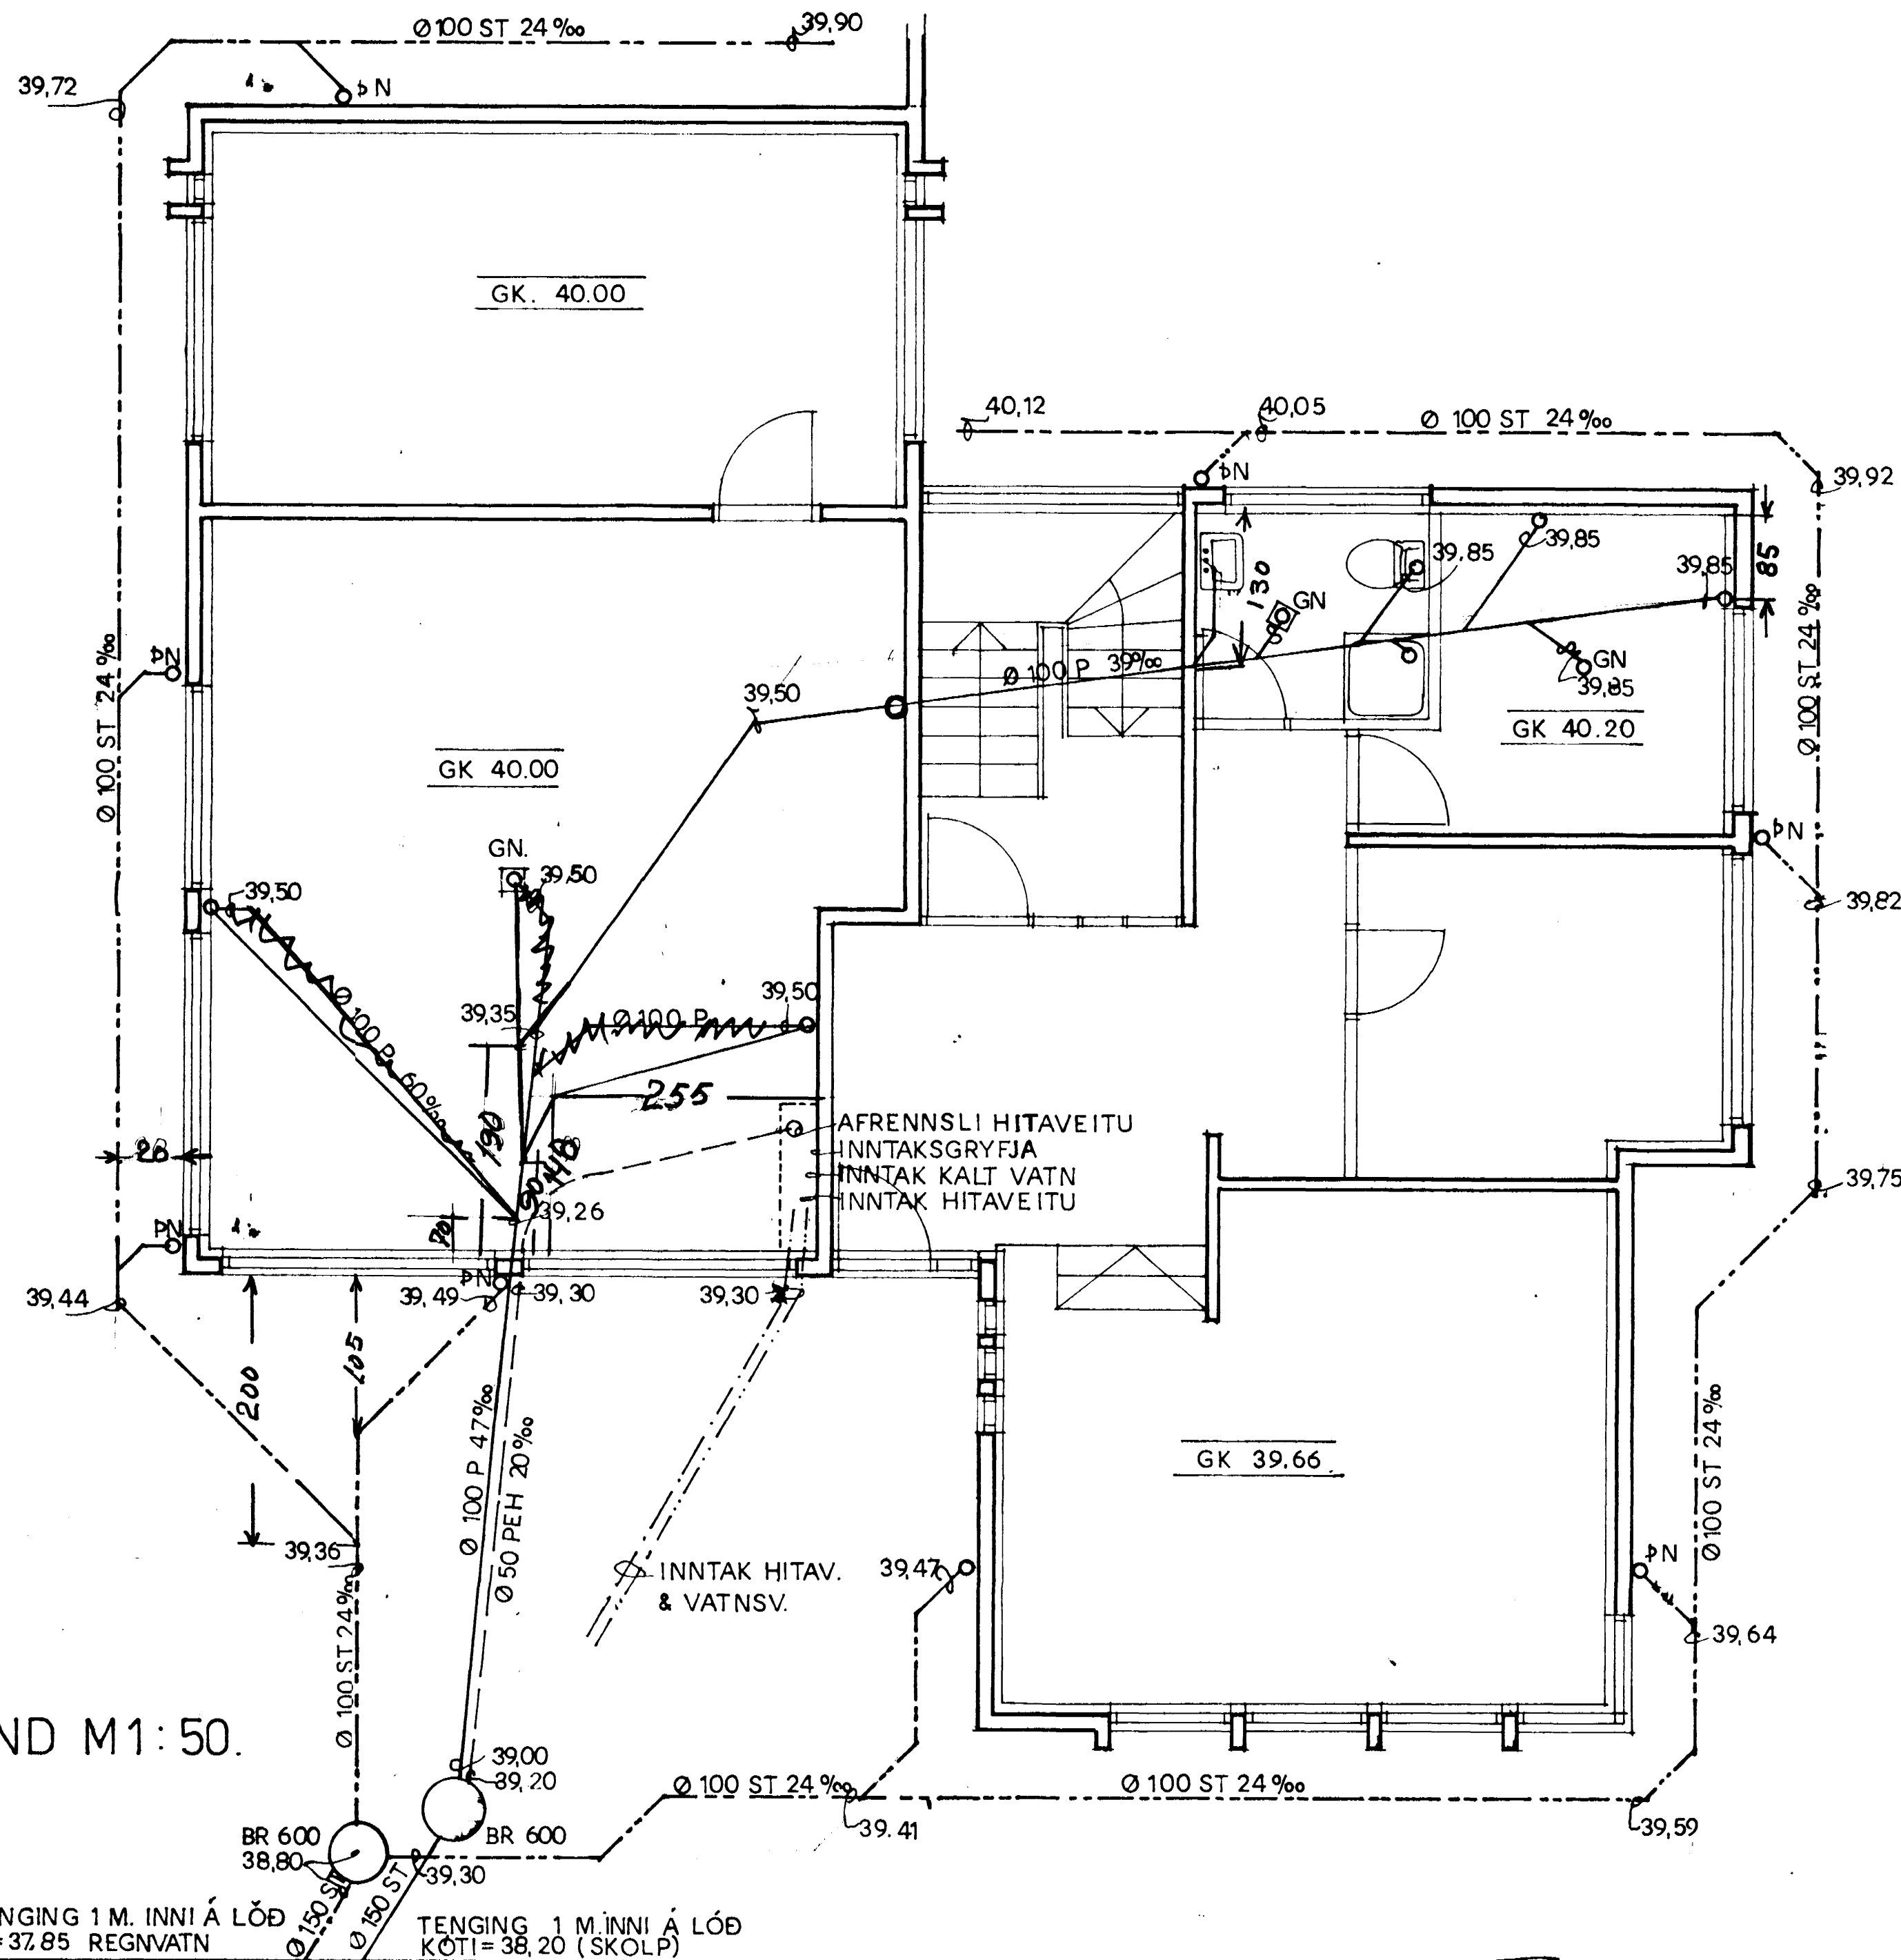 Ø 100 ST 24 ‰
39,90
39,72
ÞN
GK. 40.00
40,12
40,05
Ø 100 ST 24 ‰
39,92
ÞN
39,85
39,85
39,85
85
130
GN
Ø 100 ST 24 ‰
Ø 100 ST 24 ‰
ÞN
Ø 100 P 39‰
39,50
GN
39,85
GK 40.20
GK 40.00
ÞN
GN.
39,50
39,50
39,82
39,35
Ø 100 P
39,50
Ø 100 P 60‰
255
190
AFRENNSLI HITAVEITU
INNTAKSGRYFJA
INNTAK KALT VATN
INNTAK HITAVEITU
20
90
140
39,26
70
39,75
ÞN
39,44
ÞN
39,49
39,30
39,30
200
105
Ø 100 P 47‰
Ø 50 PEH 20‰
Ø 100 ST 24 ‰
GK 39.66
39,36
INNTAK HITAV.
& VATNSV.
39,47
ÞN
39,64
Ø 100 ST 24‰
ND M1:50.
39,00
39,20
Ø 100 ST 24 ‰
Ø 100 ST 24 ‰
39.41
39,59
BR 600
38,80
BR 600
39,30
Ø 150 ST
Ø 150 ST
NGING 1 M. INNI Á LÓÐ
=37,85 REGNVATN
TENGING 1 M. INNI Á LÓÐ
KÓTI = 38,20 (SKOLP)